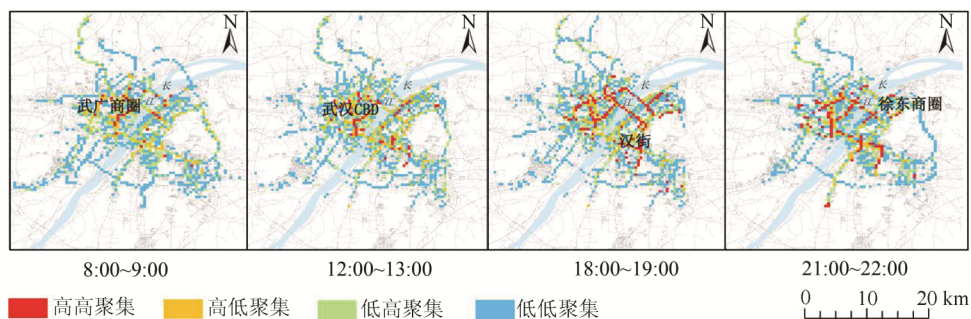 N
长
江
武广商圈
N
长
江
武汉CBD
N
长
江
汉街
N
长
江
徐东商圈
8:00~9:00
12:00~13:00
18:00~19:00
21:00~22:00
高高聚集
高低聚集
低高聚集
低低聚集
0 10 20 km